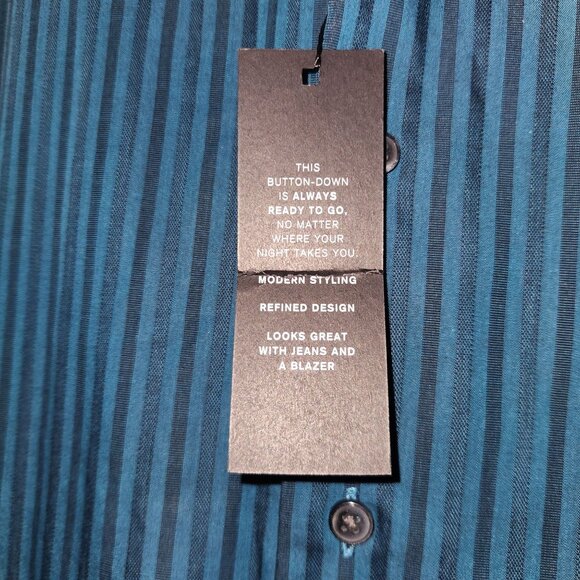 THIS
BUTTON-DOWN
IS ALWAYS
READY TO GO,
NO MATTER
WHERE YOUR
NIGHT TAKES YOU.
MODERN STYLING
REFINED DESIGN
LOOKS GREAT
WITH JEANS AND
A BLAZER